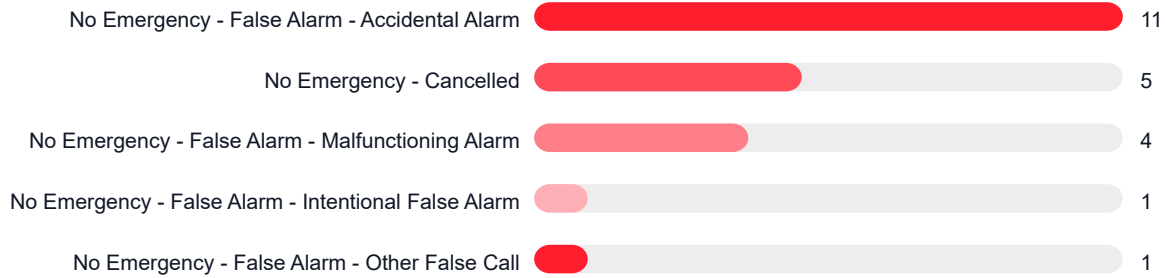 No Emergency - False Alarm - Accidental Alarm 11
No Emergency - Cancelled 5
No Emergency - False Alarm - Malfunctioning Alarm 4
No Emergency - False Alarm - Intentional False Alarm 1
No Emergency - False Alarm - Other False Call 1